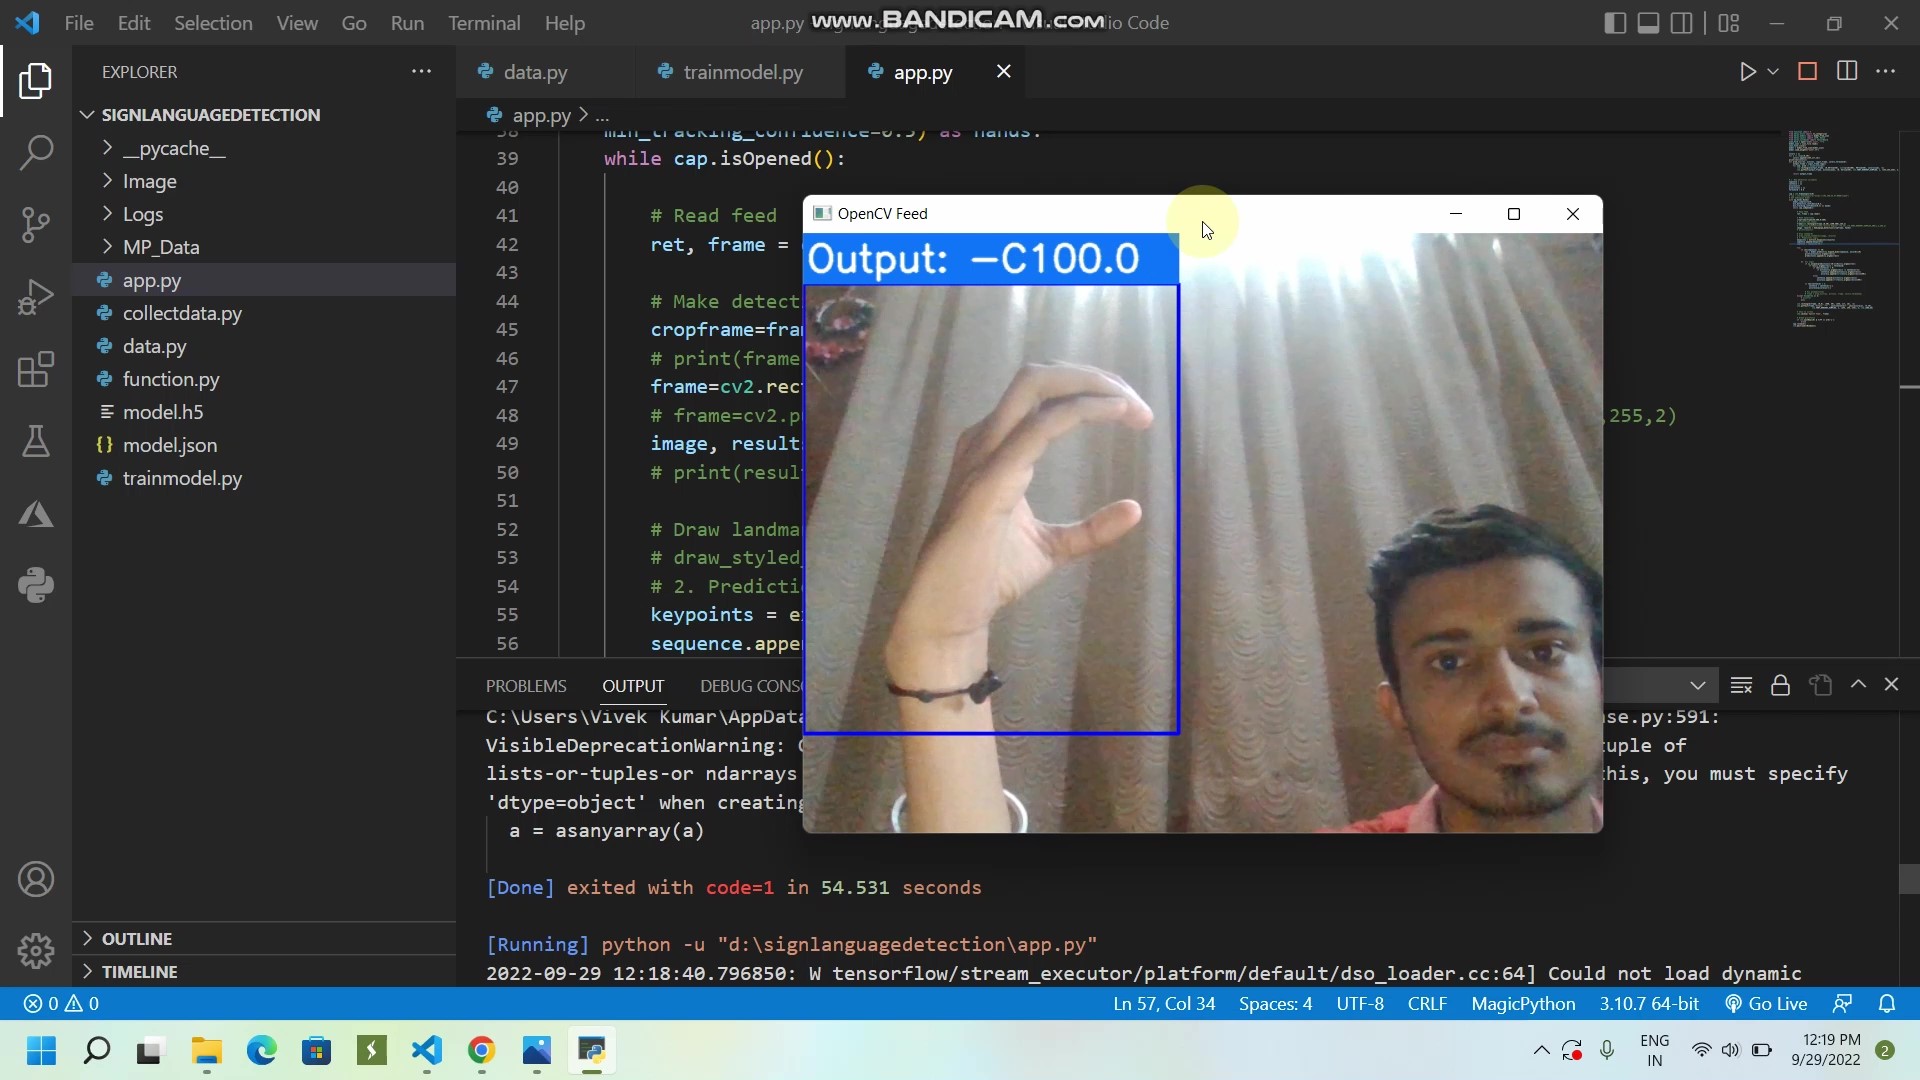 File Edit Selection View Go Run Terminal Help
app.py
www.BANDICAM.com
io Code
EXPLORER
SIGNLANGUAGEDETECTION
__pycache__
Image
Logs
MP_Data
app.py
collectdata.py
data.py
function.py
model.h5
model.json
trainmodel.py
OUTLINE
TIMELINE
data.py trainmodel.py app.py
app.py > ...
38 min_tracking_confidence=0.5) as hands:
39 while cap.isOpened():
40
41 # Read feed
42 ret, frame =
43
44 # Make detect
45 cropframe=fra
46 # print(frame
47 frame=cv2.rec
48 # frame=cv2.p ,255,2)
49 image, result
50 # print(resul
51
52 # Draw landma
53 # draw_styled
54 # 2. Predicti
55 keypoints = e
56 sequence.appe
OpenCV Feed
Output: -C100.0
PROBLEMS OUTPUT DEBUG CONS
C:\Users\Vivek Kumar\AppData se.py:591:
VisibleDeprecationWarning: tuple of
lists-or-tuples-or ndarrays this, you must specify
'dtype=object' when creating
a = asanyarray(a)
[Done] exited with code=1 in 54.531 seconds
[Running] python -u "d:\signlanguagedetection\app.py"
2022-09-29 12:18:40.796850: W tensorflow/stream_executor/platform/default/dso_loader.cc:64] Could not load dynamic
0 0 Ln 57, Col 34 Spaces: 4 UTF-8 CRLF MagicPython 3.10.7 64-bit Go Live
ENG
IN
12:19 PM
9/29/2022
2